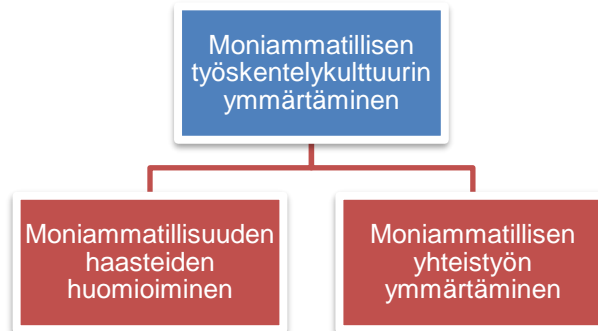 Moniammatillisen
työskentelykulttuurin
ymmärtäminen
Moniammatillisuuden
haasteiden
huomioiminen
Moniammatillisen
yhteistyön
ymmärtäminen